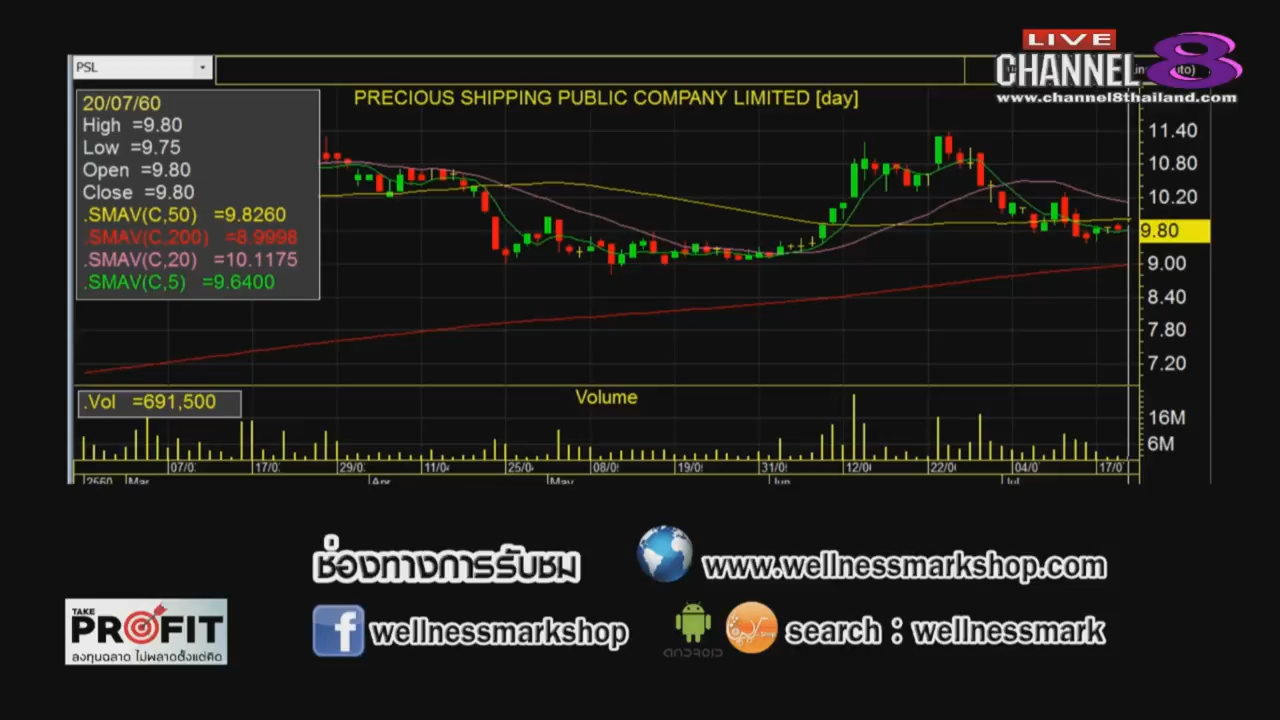 PSL
LIVE
CHANNEL 8
www.channel8thailand.com
PRECIOUS SHIPPING PUBLIC COMPANY LIMITED [day]
20/07/60
High =9.80
Low =9.75
Open =9.80
Close =9.80
.SMAV(C,50) =9.8260
.SMAV(C,200) =8.9998
.SMAV(C,20) =10.1175
.SMAV(C,5) =9.6400
11.40
10.80
10.20
9.80
9.00
8.40
7.80
7.20
.Vol =691,500
Volume
16M
6M
07/0 17/0 29/0 11/0 25/0 08/0 19/0 31/0 12/0 22/0 04/0 17/0
2560 Mar Apr May Jun Jul
ช่องทางการรับชม
www.wellnessmarkshop.com
wellnessmarkshop
ANDROID
search : wellnessmark
TAKE
PROFIT
ลงทุนฉลาด ไม่พลาดตั้งแต่คิด